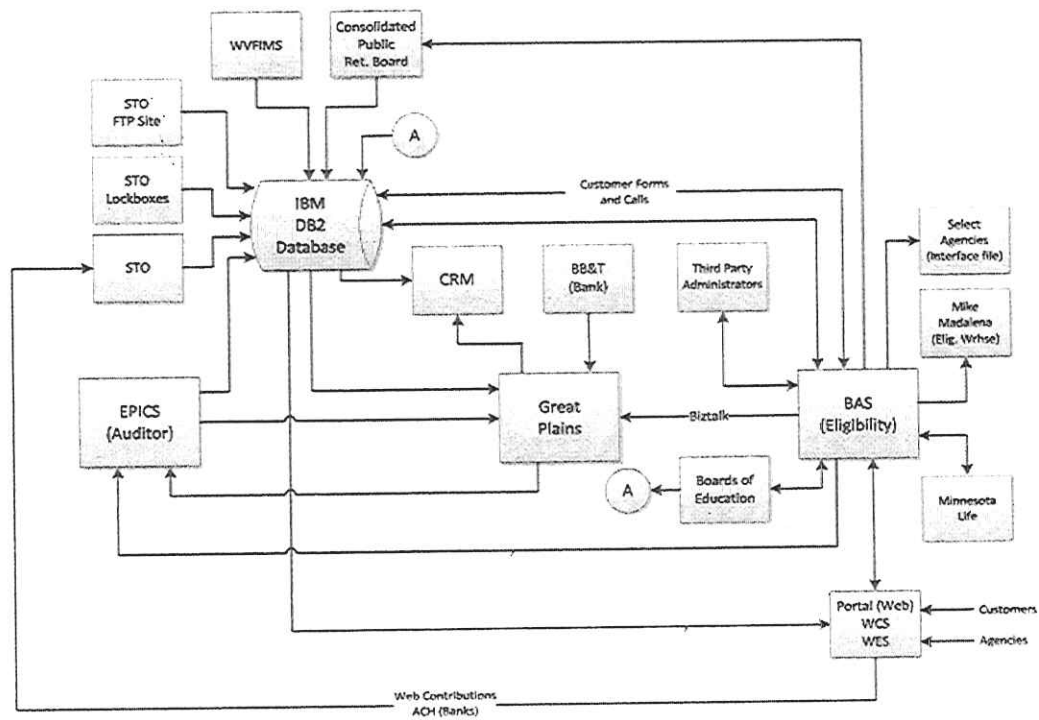 WVFIMS
Consolidated
Public
Ret. Board
STO
FTP Site
A
STO
Lockboxes
IBM
DB2
Database
Customer Forms
and Calls
Select
Agencies
(Interface file)
STO
CRM
BB&T
(Bank)
Third Party
Administrators
Mike
Madalena
(Elig. Wrhse)
EPICS
(Auditor)
Great
Plains
Biztalk
BAS
(Eligibility)
A
Boards of
Education
Minnesota
Life
Portal (Web)
WCS
WES
Customers
Agencies
Web Contributions
ACH (Banks)